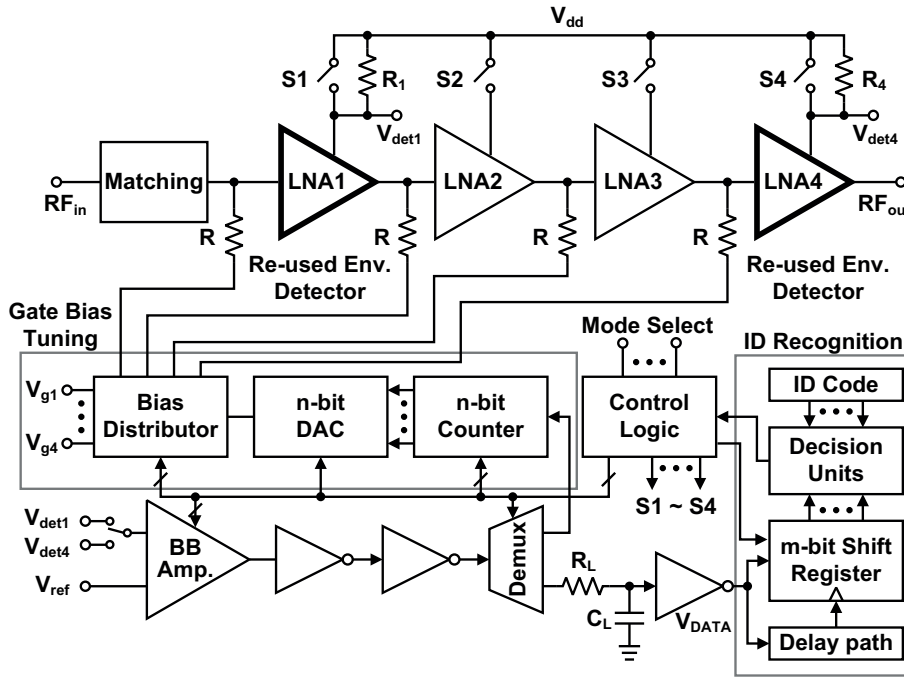 Vdd
S1
R1
S2
S3
S4
R4
Vdet1
Vdet4
Matching
LNA1
LNA2
LNA3
LNA4
RFin
RFou
R
R
R
R
Re-used Env.
Detector
Re-used Env.
Detector
Gate Bias
Tuning
Mode Select
ID Recognition
Vg1
Vg4
Bias
Distributor
n-bit
DAC
n-bit
Counter
Control
Logic
ID Code
Decision
Units
S1 ~ S4
Vdet1
Vdet4
Vref
BB
Amp.
Demux
RL
CL
VDATA
m-bit Shift
Register
Delay path